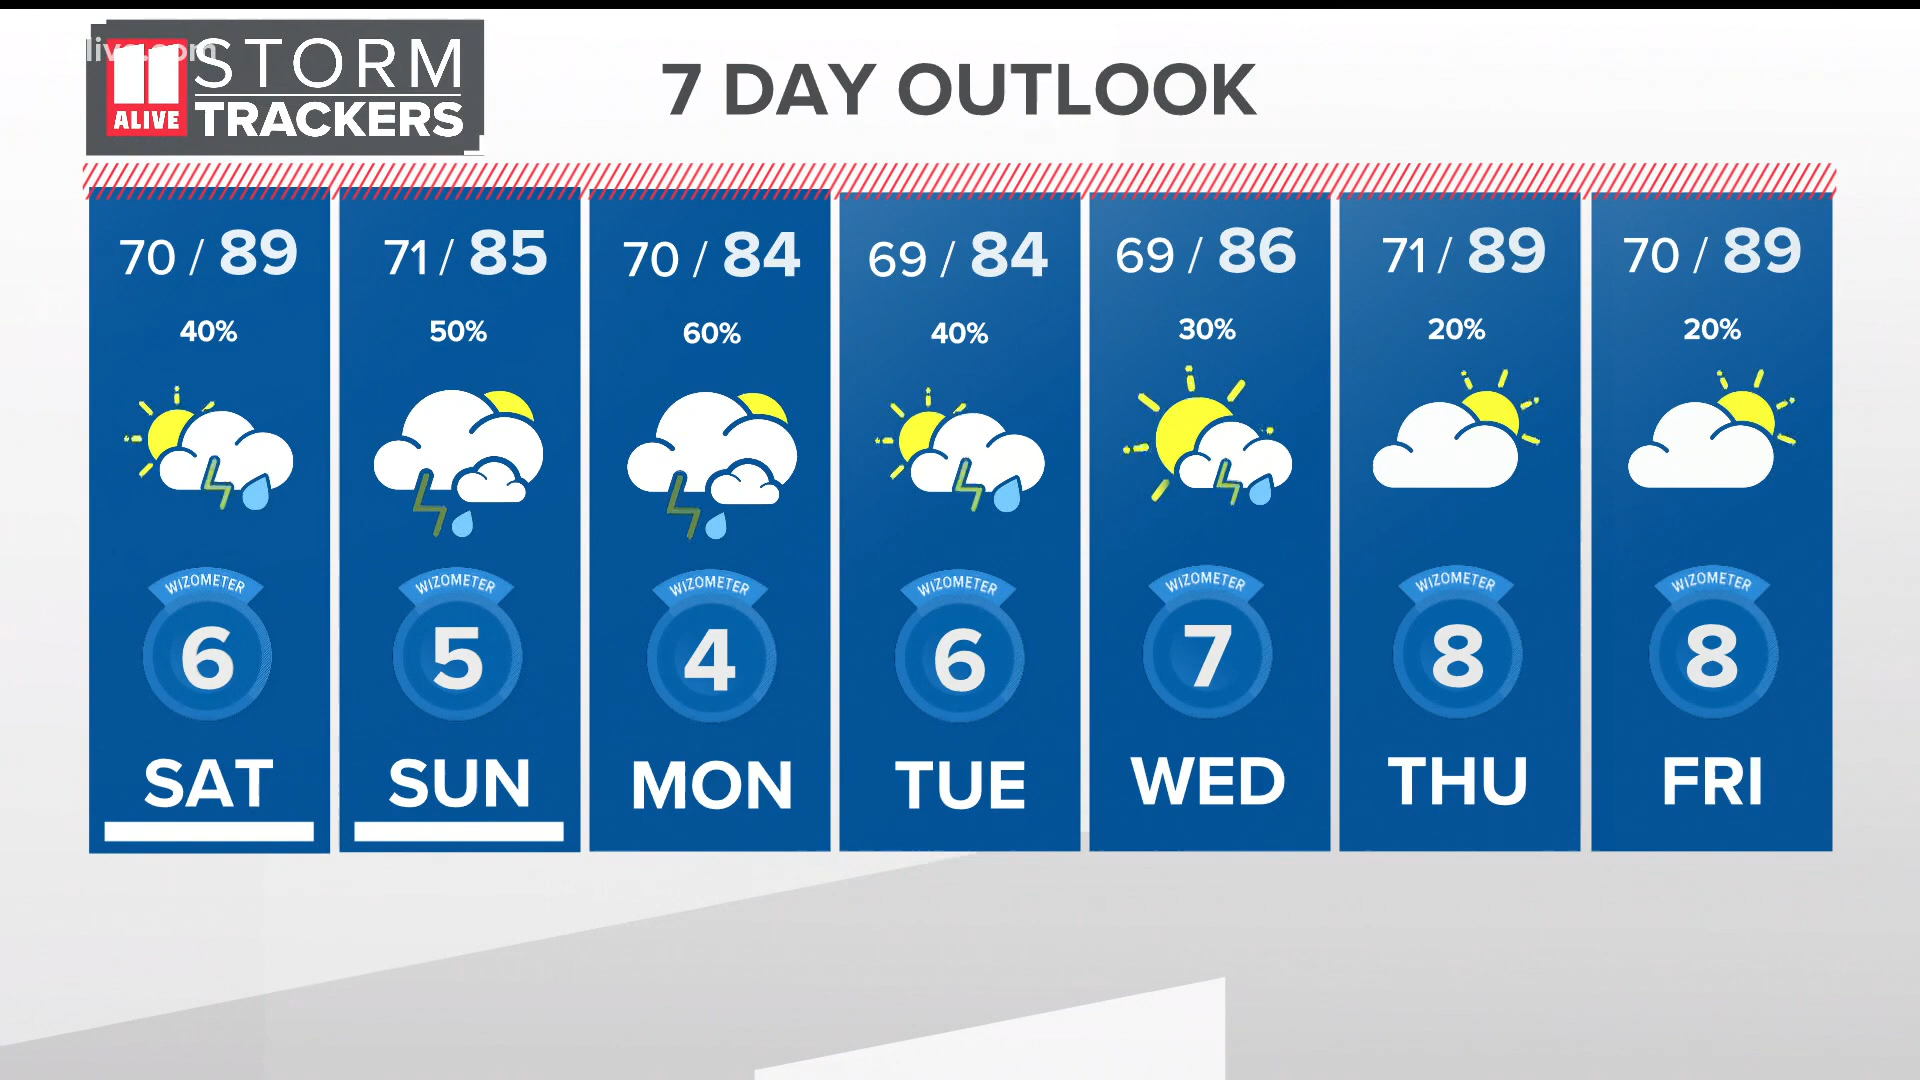 live.com
11 ALIVE STORM TRACKERS
7 DAY OUTLOOK
70 / 89
71 / 85
70 / 84
69 / 84
69 / 86
71 / 89
70 / 89
40%
50%
60%
40%
30%
20%
20%
WIZOMETER
WIZOMETER
WIZOMETER
WIZOMETER
WIZOMETER
WIZOMETER
WIZOMETER
6
5
4
6
7
8
8
SAT
SUN
MON
TUE
WED
THU
FRI